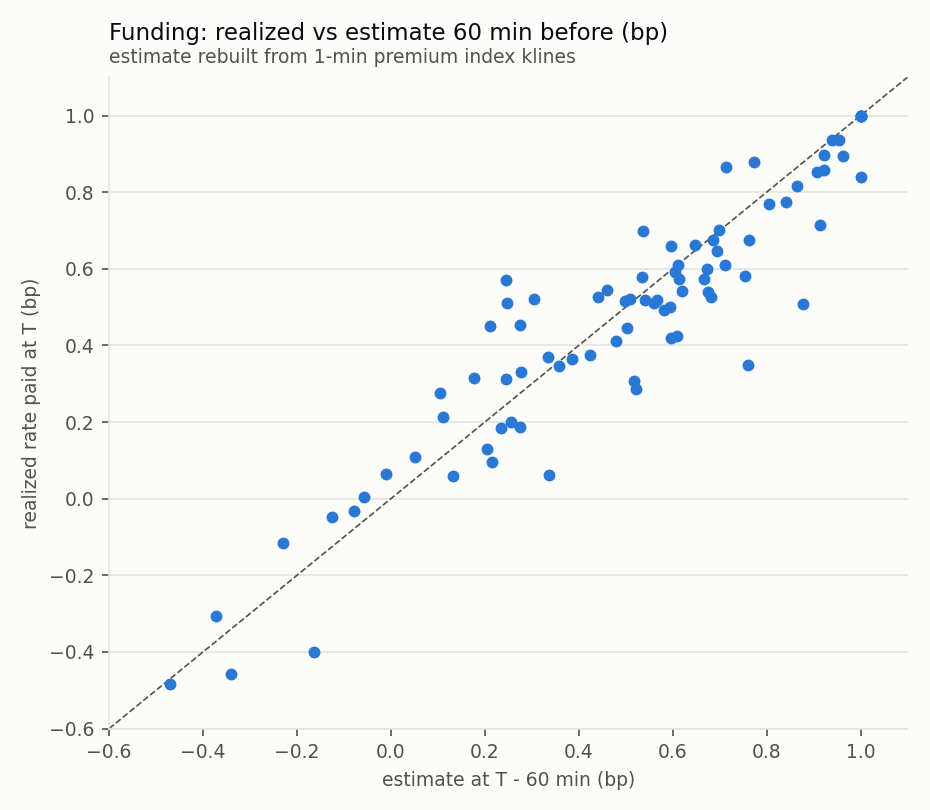 Funding: realized vs estimate 60 min before (bp)
estimate rebuilt from 1-min premium index klines
realized rate paid at T (bp)
1.0
0.8
0.6
0.4
0.2
0.0
−0.2
−0.4
−0.6
−0.6 −0.4 −0.2 0.0 0.2 0.4 0.6 0.8 1.0
estimate at T - 60 min (bp)